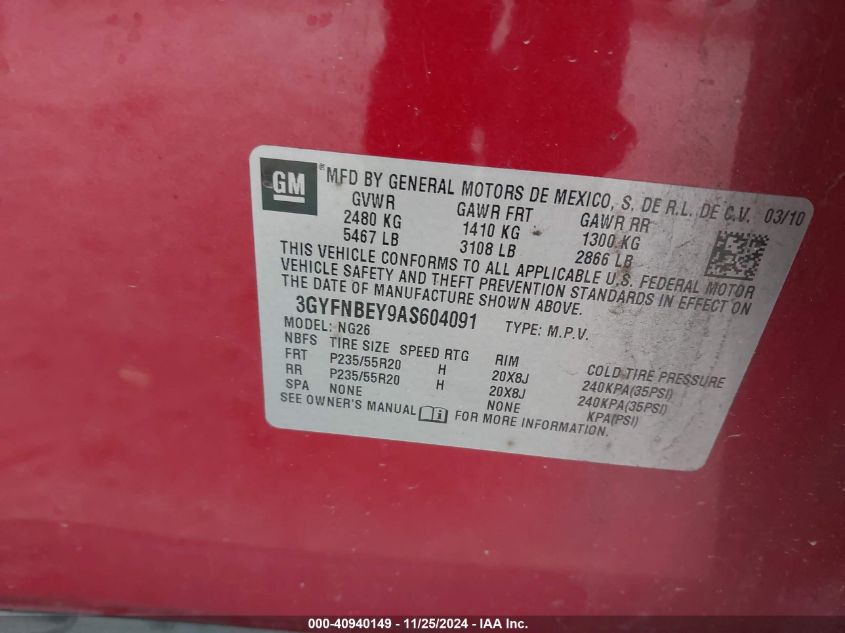 GM ® MFD BY GENERAL MOTORS DE MEXICO, S. DE R.L. DE C.V. 03/10
GVWR GAWR FRT GAWR RR
2480 KG 1410 KG 1300 KG
5467 LB 3108 LB 2866 LB
THIS VEHICLE CONFORMS TO ALL APPLICABLE U.S. FEDERAL MOTOR
VEHICLE SAFETY AND THEFT PREVENTION STANDARDS IN EFFECT ON
THE DATE OF MANUFACTURE SHOWN ABOVE.
3GYFNBEY9AS604091 TYPE: M.P.V.
MODEL: NG26
NBFS TIRE SIZE SPEED RTG RIM COLD TIRE PRESSURE
FRT P235/55R20 H 20X8J 240KPA(35PSI)
RR P235/55R20 H 20X8J 240KPA(35PSI)
SPA NONE NONE KPA(PSI)
SEE OWNER'S MANUAL FOR MORE INFORMATION.
000-40940149 - 11/25/2024 - IAA Inc.